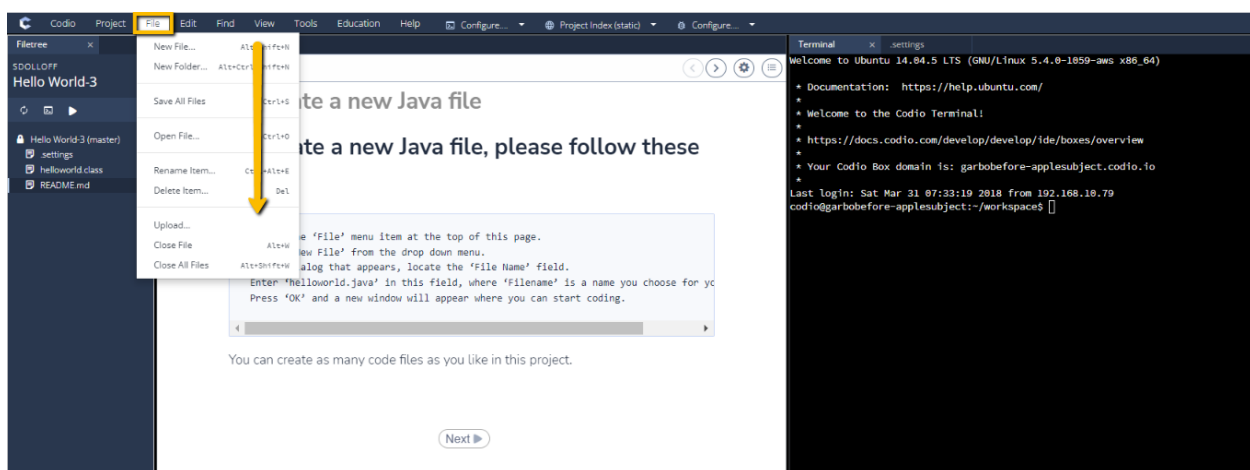 Codio Project File Edit Find View Tools Education Help Configure... Project Index (static) Configure...
Filetree x
SDOLLOFF
Hello World-3
Hello World-3 (master)
.settings
helloworld.class
README.md
New File...
New Folder...
Save All Files Ctrl+S
Open File... Ctrl+O
Rename Item...
Delete Item... Del
Upload...
Close File Alt+W
Close All Files Alt+Shift+W
te a new Java file
ate a new Java file, please follow these
e ‘File’ menu item at the top of this page.
ew File’ from the drop down menu.
alog that appears, locate the ‘File Name’ field.
Enter ‘helloworld.java’ in this field, where ‘Filename’ is a name you choose for yo
Press ‘OK’ and a new window will appear where you can start coding.
You can create as many code files as you like in this project.
Next
Terminal x .settings
Welcome to Ubuntu 14.04.5 LTS (GNU/Linux 5.4.0-1059-aws x86_64)
* Documentation: https://help.ubuntu.com/
*
* Welcome to the Codio Terminal!
*
* https://docs.codio.com/develop/develop/ide/boxes/overview
*
* Your Codio Box domain is: garbobefore-applesubject.codio.io
*
Last login: Sat Mar 31 07:33:19 2018 from 192.168.10.79
codio@garbobefore-applesubject:~/workspace$